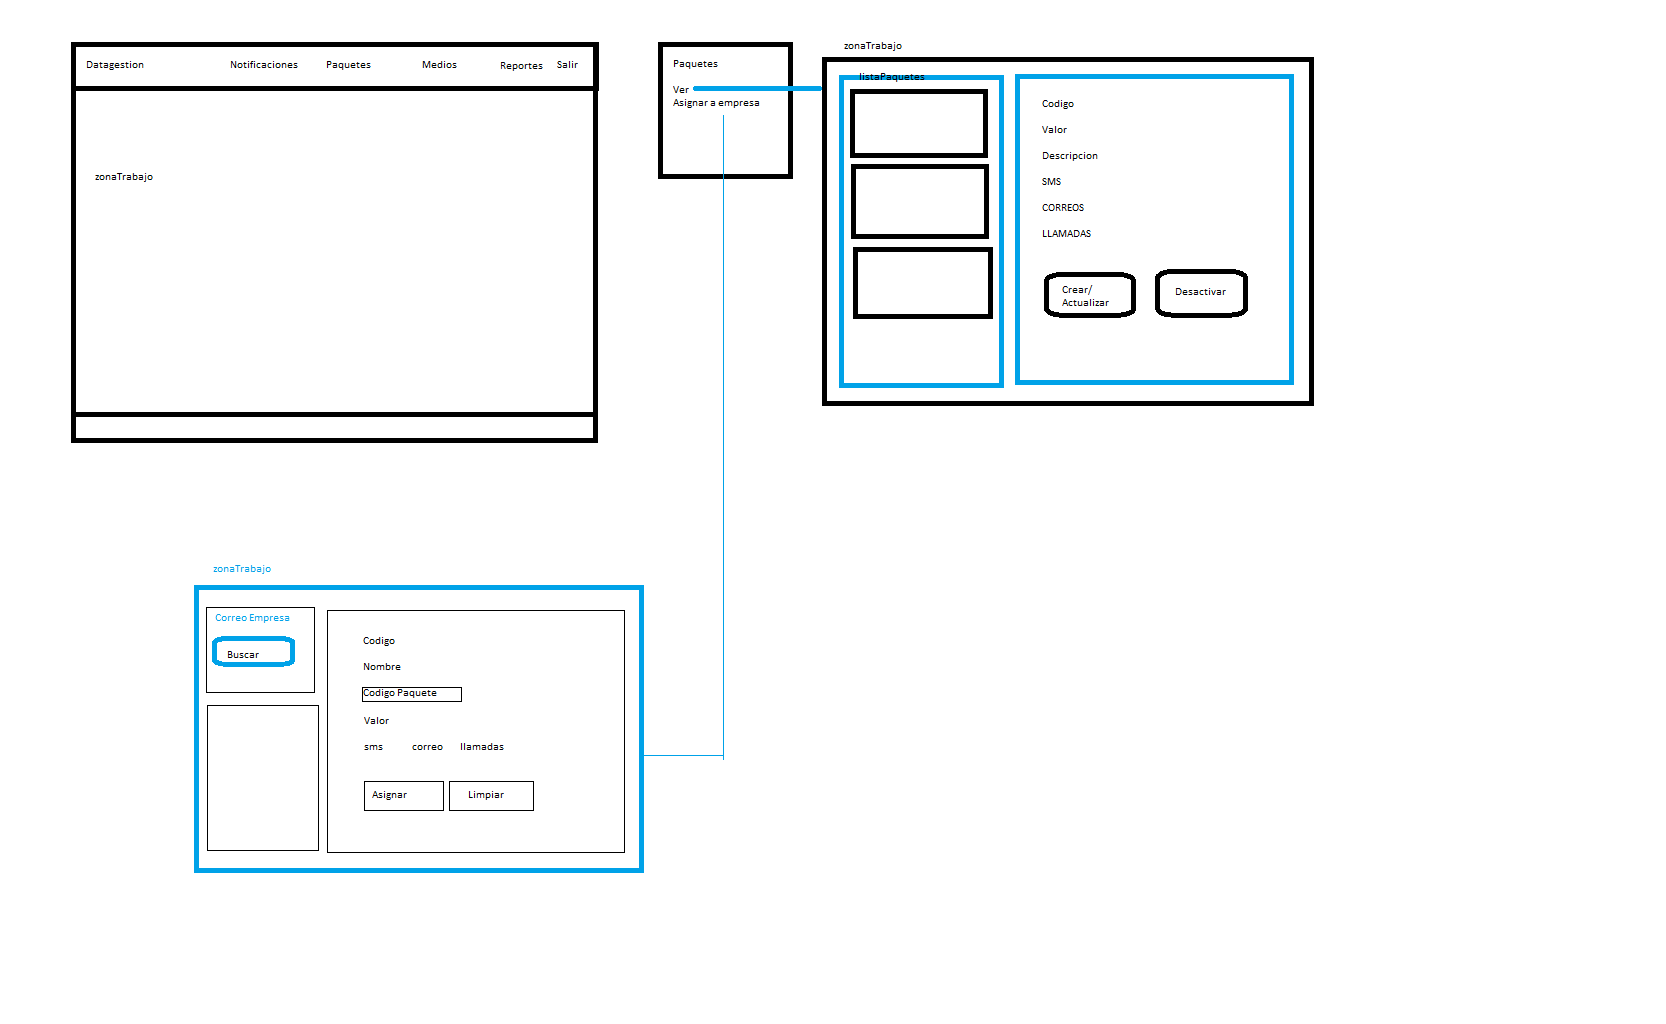 Datagestion
Notificaciones
Paquetes
Medios
Reportes
Salir
zonaTrabajo
Paquetes
Ver
Asignar a empresa
zonaTrabajo
listaPaquetes
Codigo
Valor
Descripcion
SMS
CORREOS
LLAMADAS
Crear/
Actualizar
Desactivar
zonaTrabajo
Correo Empresa
Buscar
Codigo
Nombre
Codigo Paquete
Valor
sms
correo
llamadas
Asignar
Limpiar